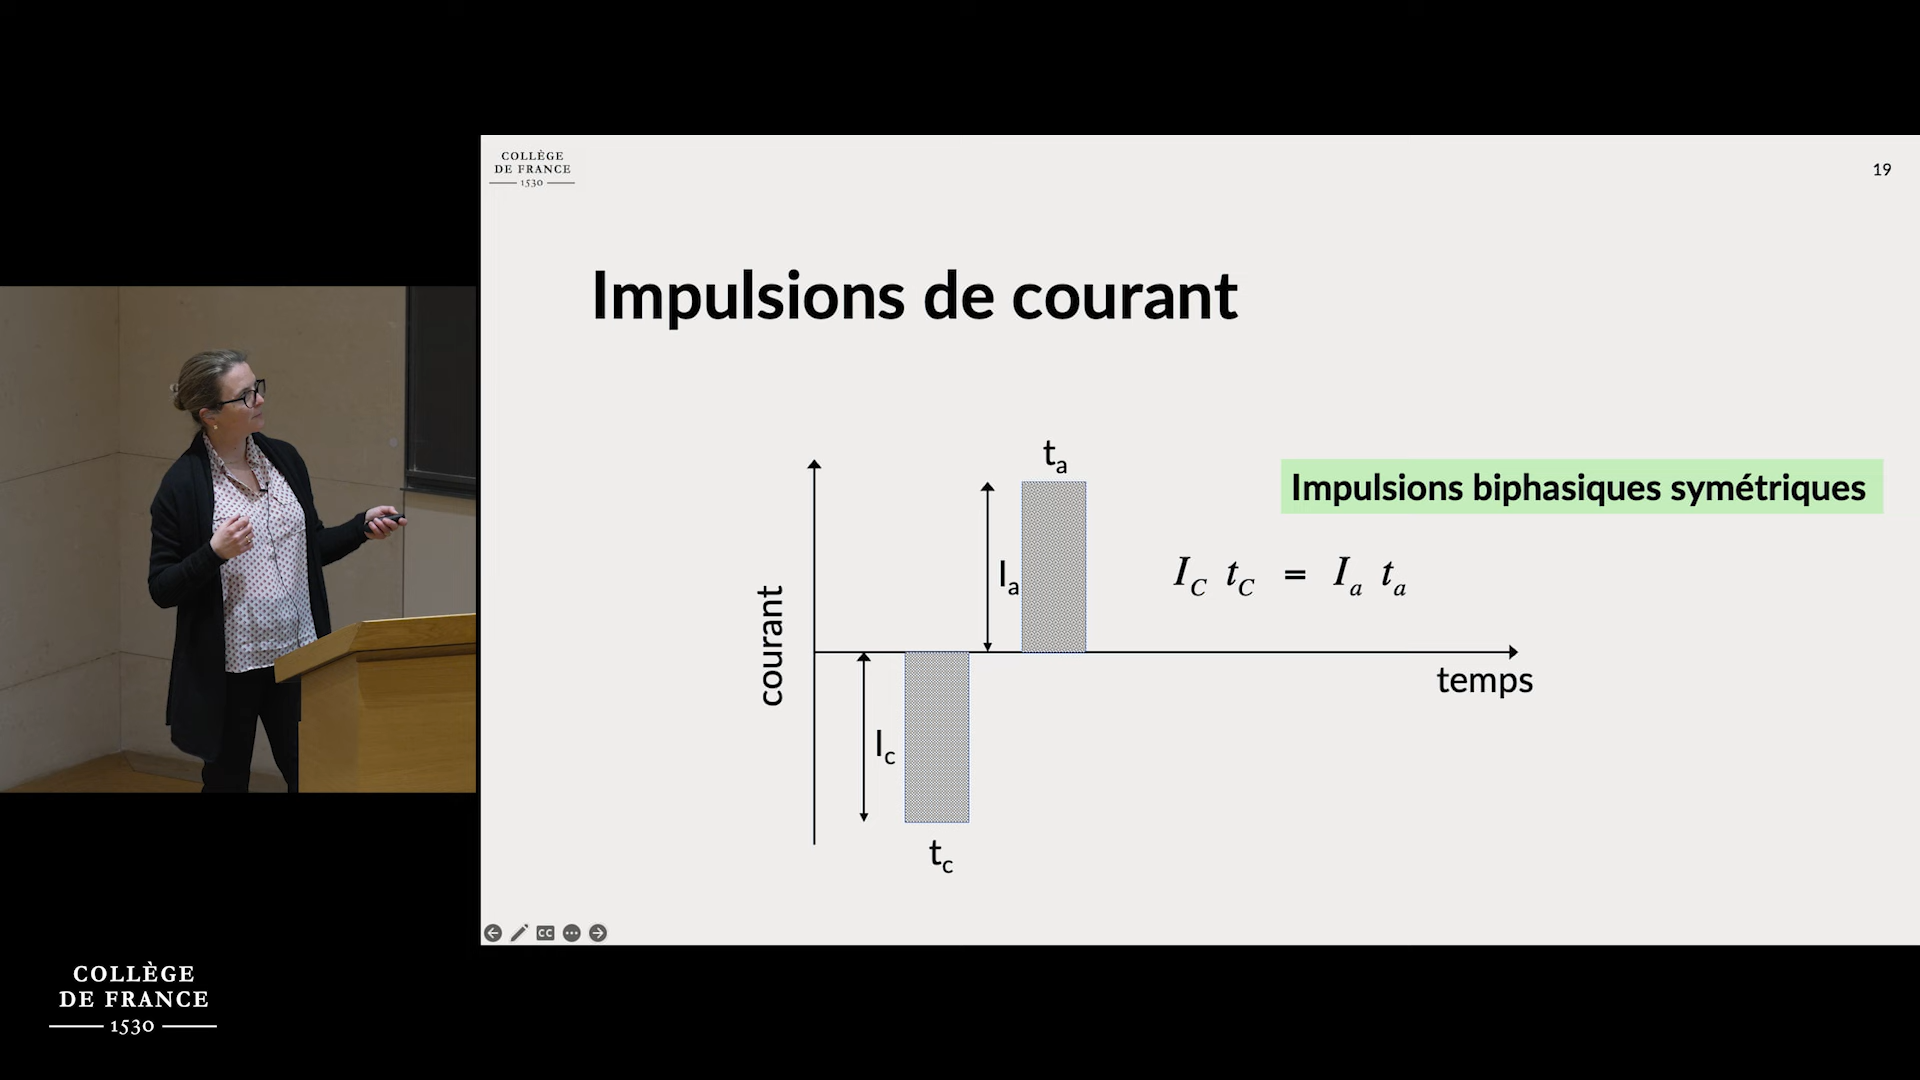 COLLÈGE
DE FRANCE
1530
19
Impulsions de courant
Impulsions biphasiques symétriques
I_C t_C = I_a t_a
courant
temps
t_a
I_a
I_c
t_c
CC
COLLÈGE
DE FRANCE
1530